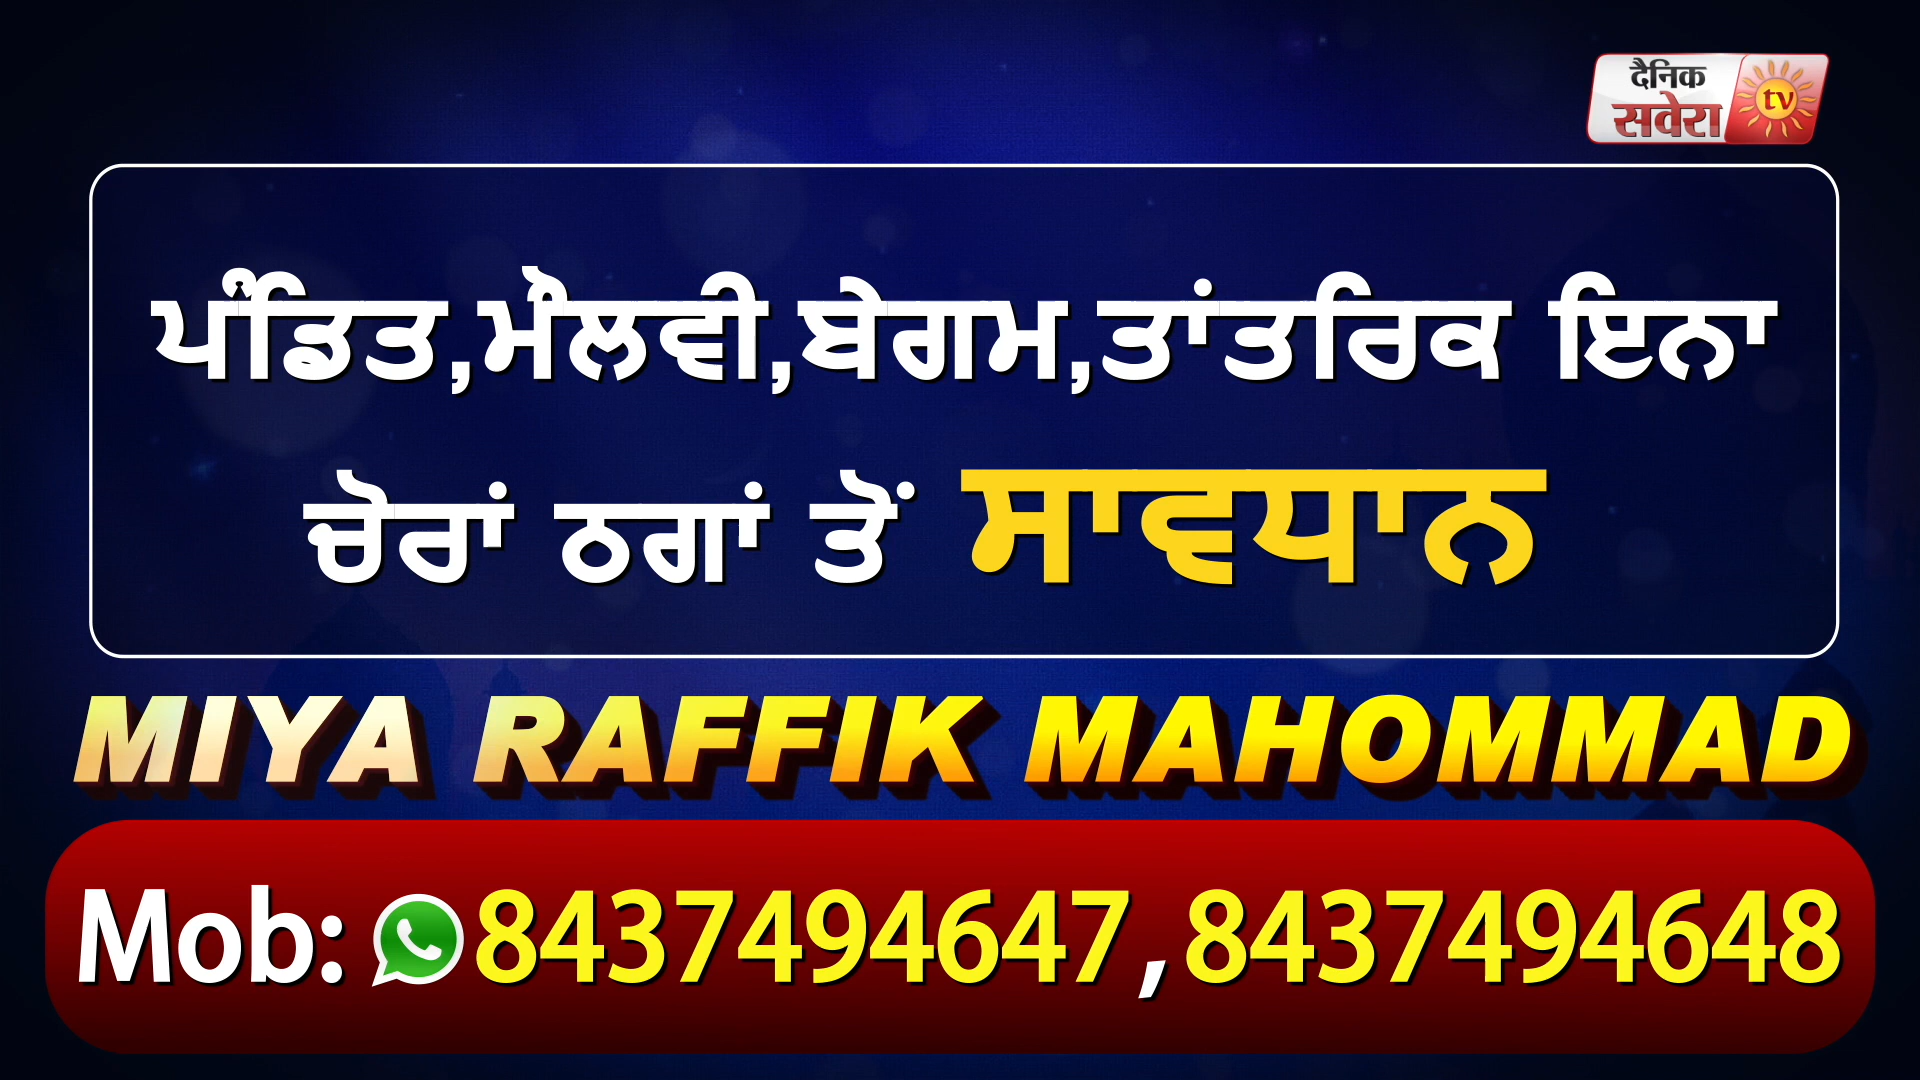 दैनिक
सवेरा tv
ਪੰਡਿਤ,ਮੌਲਵੀ,ਬੇਗਮ,ਤਾਂਤਰਿਕ ਇਨਾ
ਚੋਰਾਂ ਠਗਾਂ ਤੋਂ ਸਾਵਧਾਨ
MIYA RAFFIK MAHOMMAD
Mob: 8437494647, 8437494648